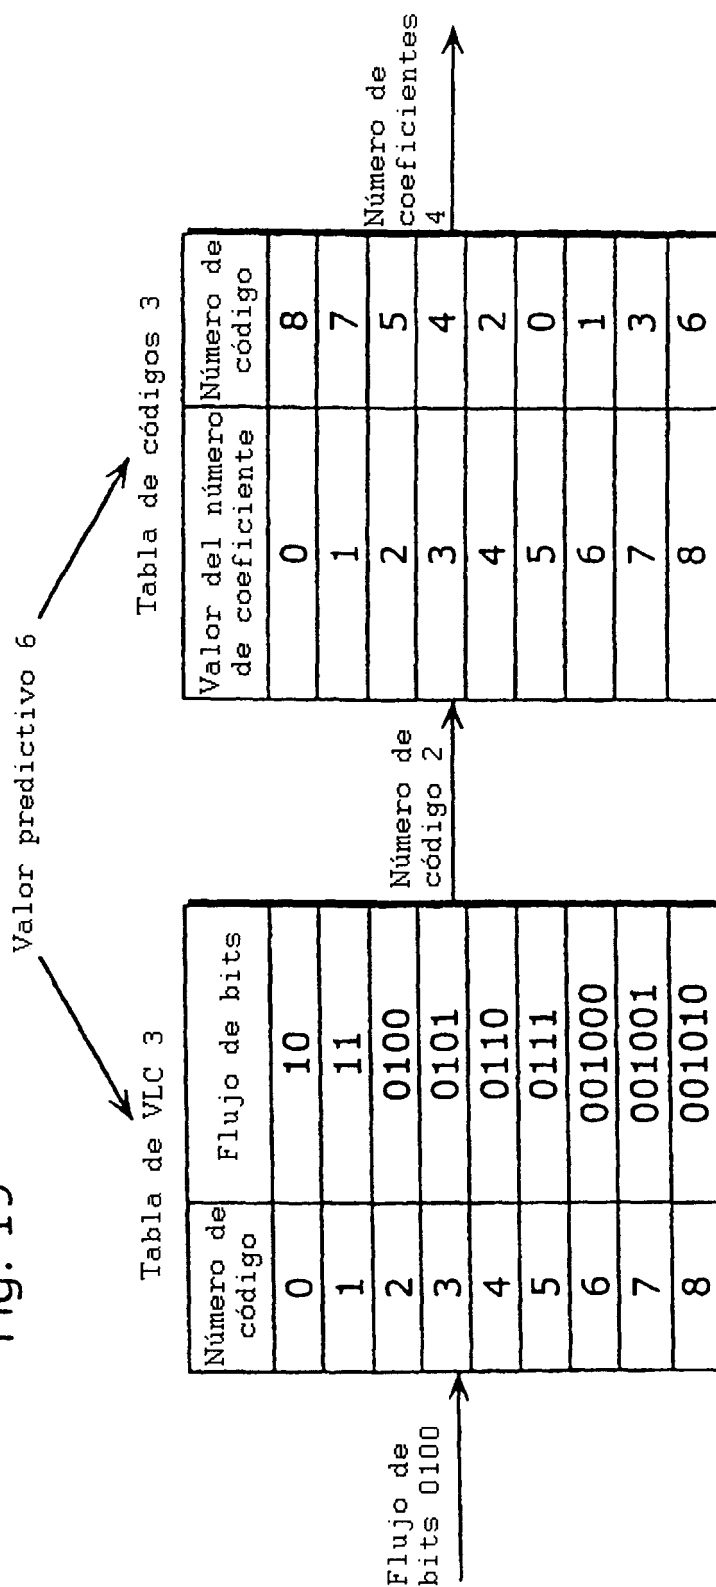 Fig. 15
Valor predictivo 6
Tabla de VLC 3
Número de código | Flujo de bits
0 | 10
1 | 11
2 | 0100
3 | 0101
4 | 0110
5 | 0111
6 | 001000
7 | 001001
8 | 001010
Flujo de
bits 0100
Número de
código 2
Tabla de códigos 3
Valor del número de coeficiente | Número de código
0 | 8
1 | 7
2 | 5
3 | 4
4 | 2
5 | 0
6 | 1
7 | 3
8 | 6
Número de
coeficientes
4